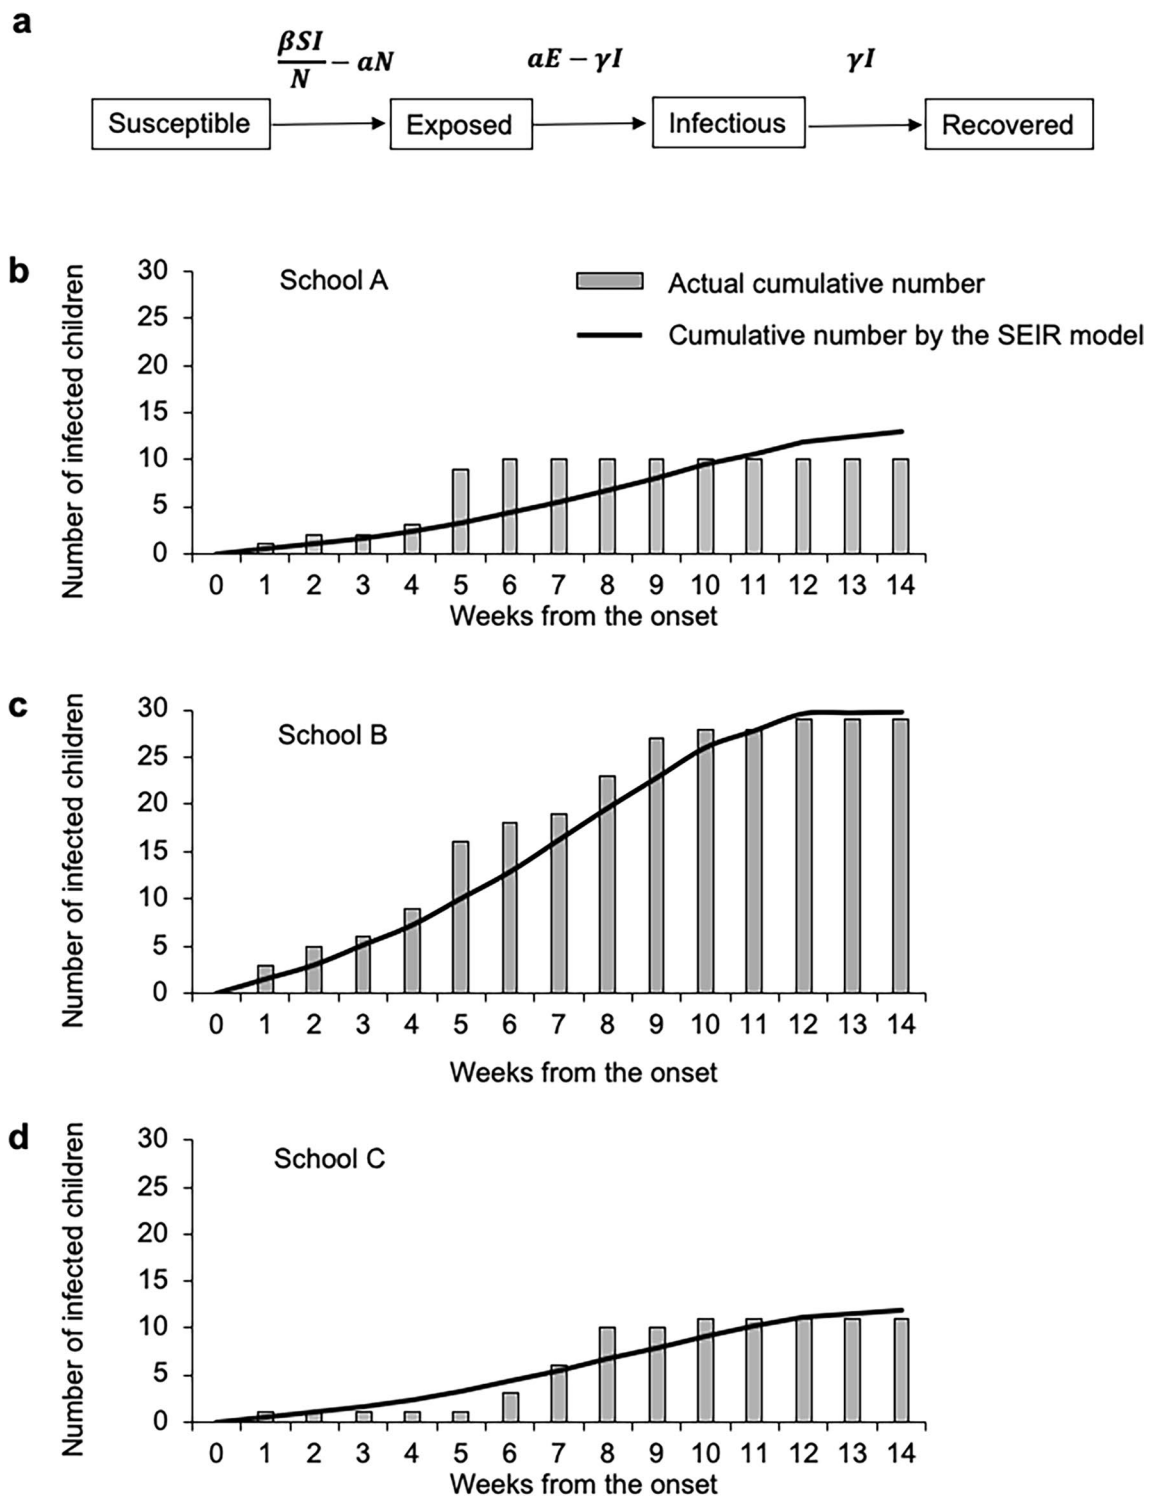 a
βSI/N − aN
aE − γI
γI
Susceptible
Exposed
Infectious
Recovered
b
Number of infected children
30
25
20
15
10
5
0
School A
Actual cumulative number
Cumulative number by the SEIR model
0 1 2 3 4 5 6 7 8 9 10 11 12 13 14
Weeks from the onset
c
Number of infected children
30
25
20
15
10
5
0
School B
0 1 2 3 4 5 6 7 8 9 10 11 12 13 14
Weeks from the onset
d
Number of infected children
30
25
20
15
10
5
0
School C
0 1 2 3 4 5 6 7 8 9 10 11 12 13 14
Weeks from the onset